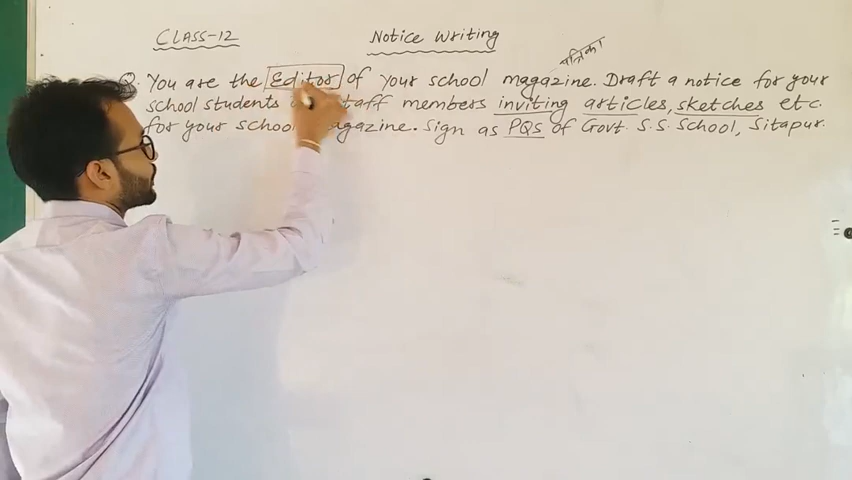 CLASS-12
Notice Writing
पत्रिका
Q. You are the Editor of your school magazine. Draft a notice for your
school students staff members inviting articles, sketches etc.
for your school magazine. Sign as PQS of Govt. S.S. School, Sitapur.